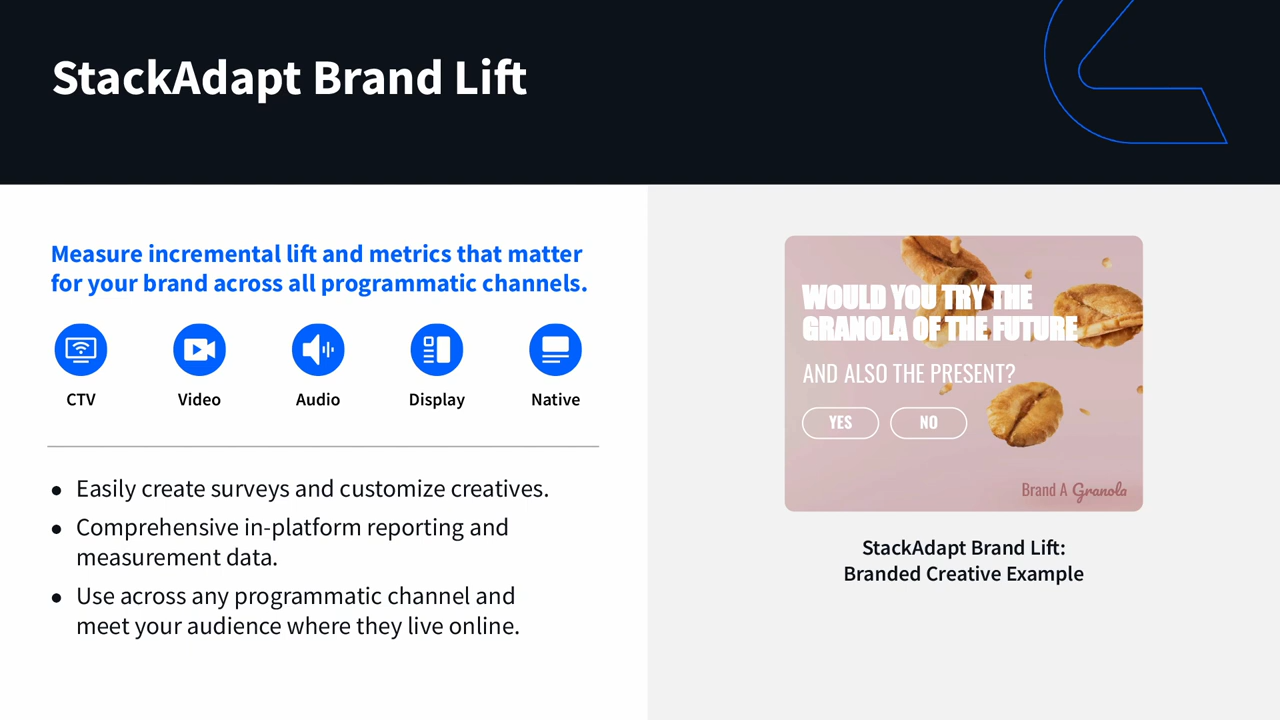 StackAdapt Brand Lift
Measure incremental lift and metrics that matter
for your brand across all programmatic channels.
CTV
Video
Audio
Display
Native
● Easily create surveys and customize creatives.
● Comprehensive in-platform reporting and
measurement data.
● Use across any programmatic channel and
meet your audience where they live online.
WOULD YOU TRY THE
GRANOLA OF THE FUTURE
AND ALSO THE PRESENT?
YES
NO
Brand A Granola
StackAdapt Brand Lift:
Branded Creative Example